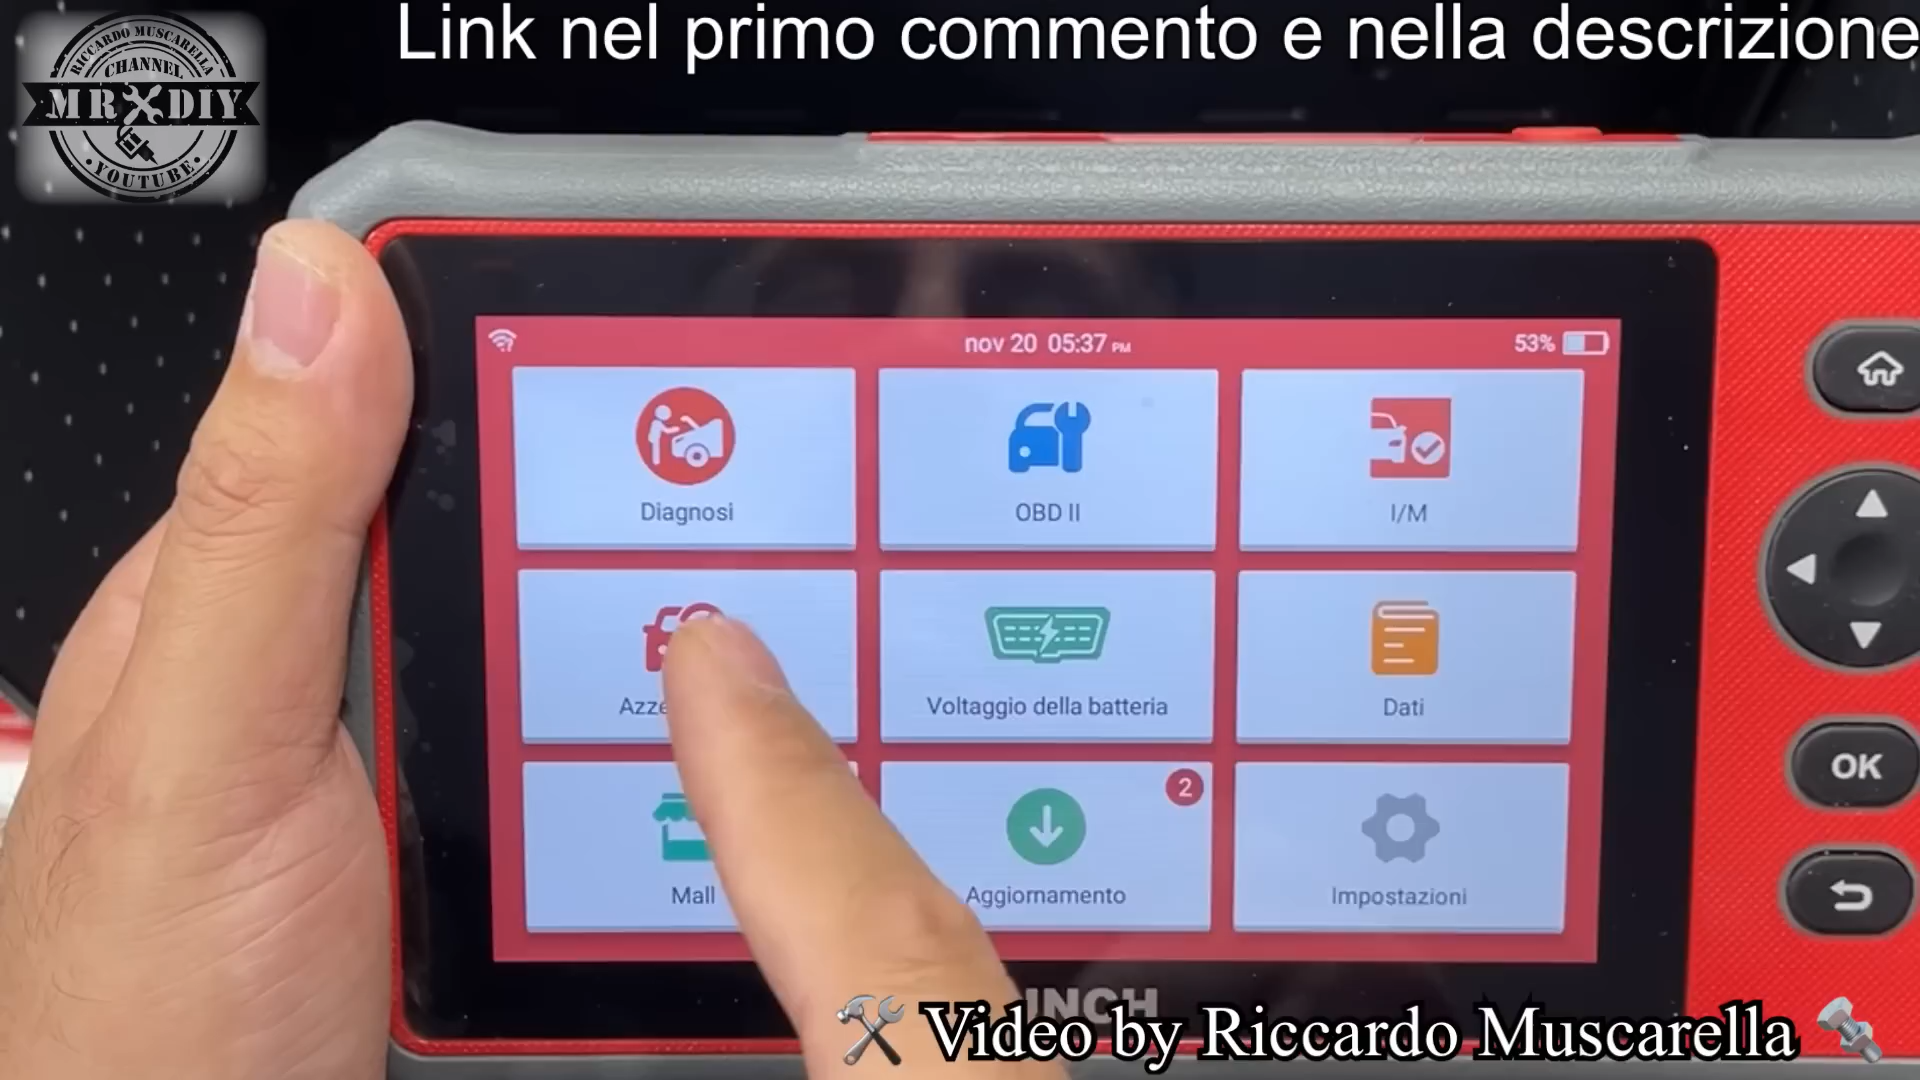 Link nel primo commento e nella descrizione
RICCARDO MUSCARELLA
CHANNEL
MR DIY
YOUTUBE
nov 20 05:37 PM
53%
Diagnosi
OBD II
I/M
Voltaggio della batteria
Dati
2
Mall
Aggiornamento
Impostazioni
OK
Video by Riccardo Muscarella